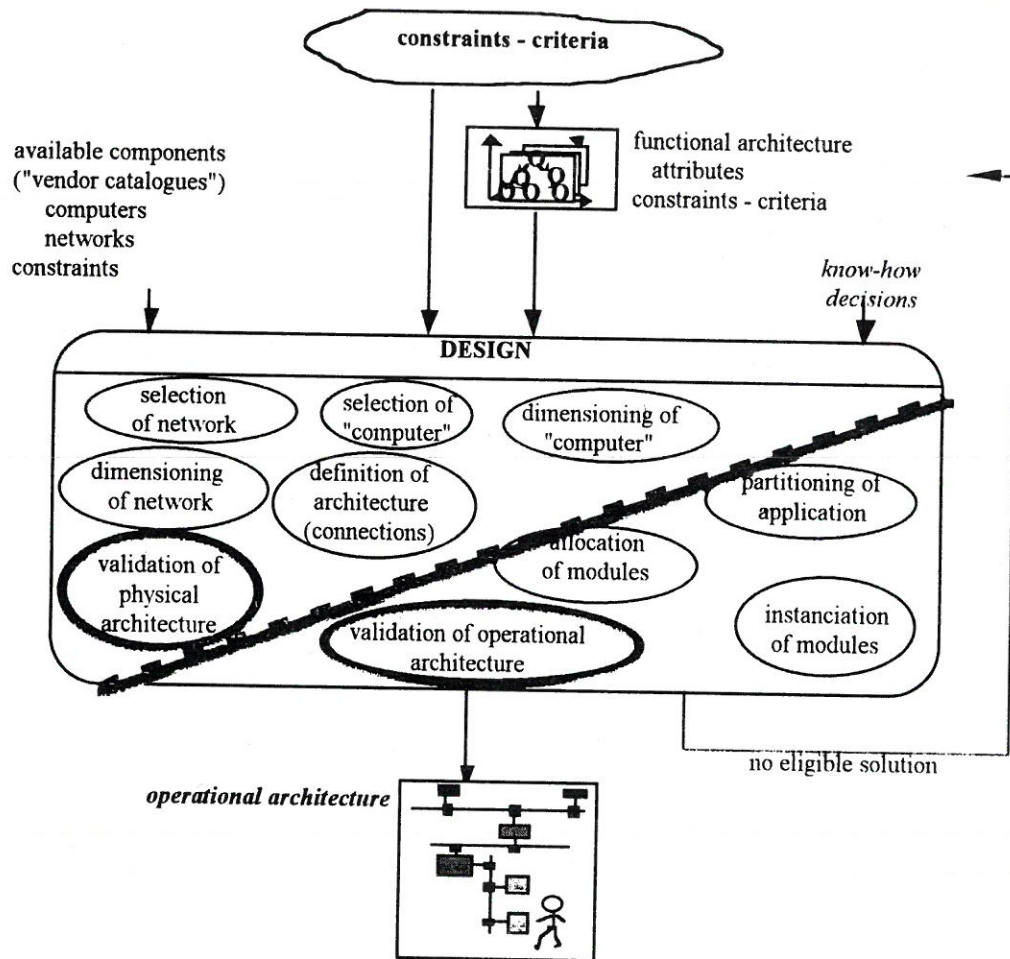 constraints - criteria
available components
("vendor catalogues")
computers
networks
constraints
functional architecture
attributes
constraints - criteria
know-how
decisions
DESIGN
selection
of network
selection of
"computer"
dimensioning of
"computer"
dimensioning
of network
definition of
architecture
(connections)
partitioning of
application
validation of
physical
architecture
allocation
of modules
validation of operational
architecture
instanciation
of modules
no eligible solution
operational architecture